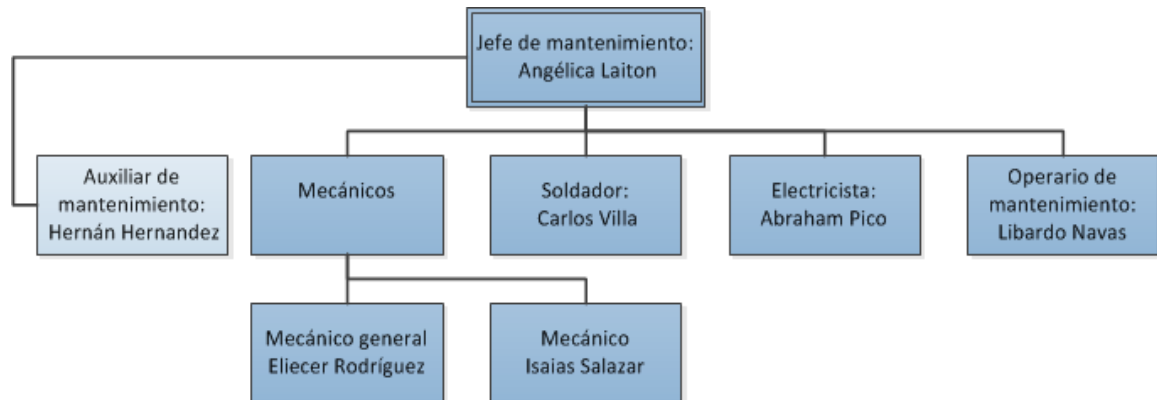 Jefe de mantenimiento:
Angélica Laiton
Auxiliar de
mantenimiento:
Hernán Hernandez
Mecánicos
Soldador:
Carlos Villa
Electricista:
Abraham Pico
Operario de
mantenimiento:
Libardo Navas
Mecánico general
Eliecer Rodríguez
Mecánico
Isaias Salazar